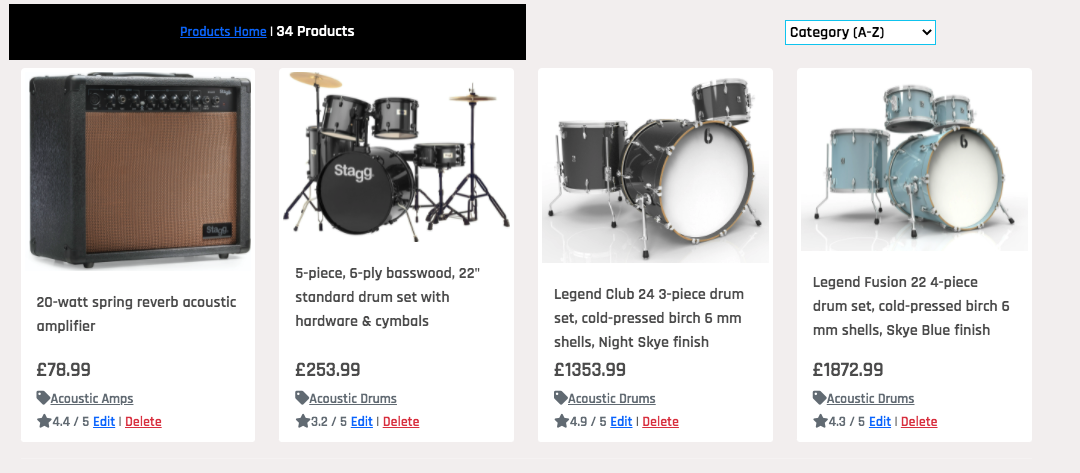 Products Home | 34 Products
Category (A-Z)
Stagg
Stagg
20-watt spring reverb acoustic
amplifier
£78.99
Acoustic Amps
4.4 / 5 Edit | Delete
Stagg
5-piece, 6-ply basswood, 22"
standard drum set with
hardware & cymbals
£253.99
Acoustic Drums
3.2 / 5 Edit | Delete
6
Legend Club 24 3-piece drum
set, cold-pressed birch 6 mm
shells, Night Skye finish
£1353.99
Acoustic Drums
4.9 / 5 Edit | Delete
6
Legend Fusion 22 4-piece
drum set, cold-pressed birch 6
mm shells, Skye Blue finish
£1872.99
Acoustic Drums
4.3 / 5 Edit | Delete